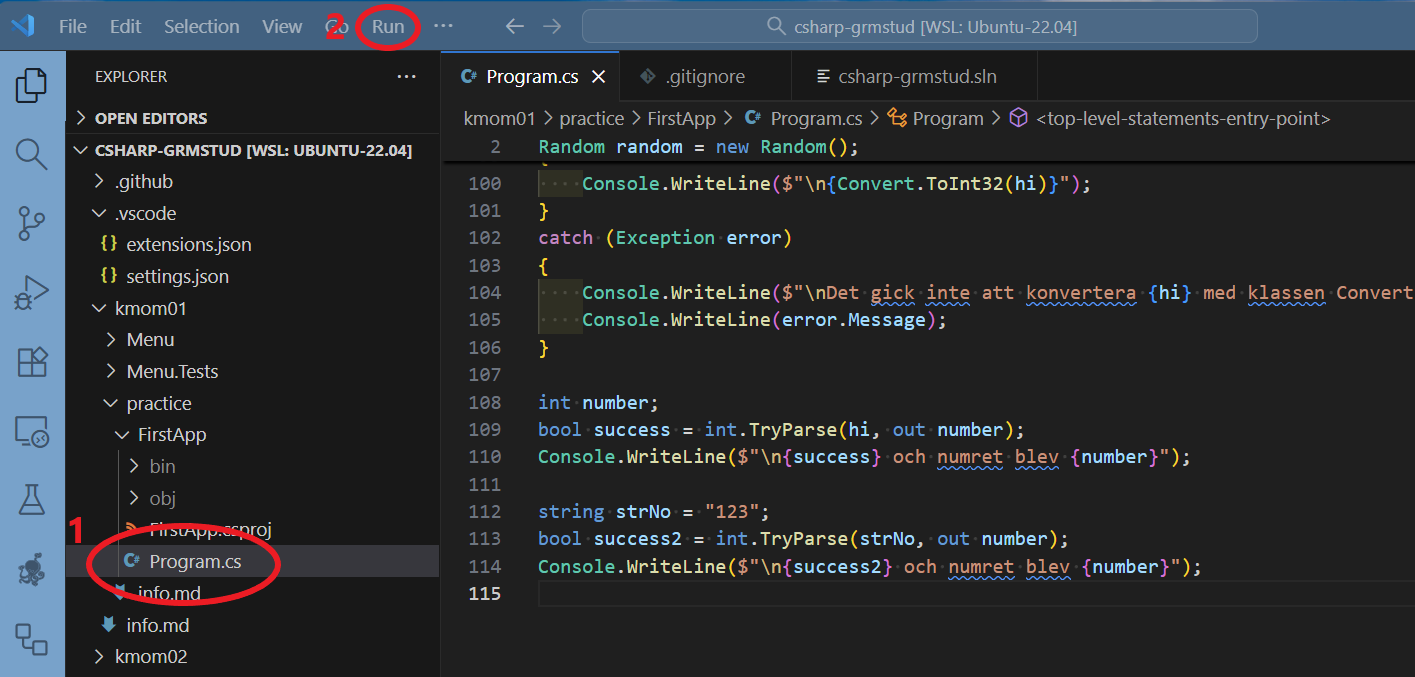 File Edit Selection View Go Run ··· csharp-grmstud [WSL: Ubuntu-22.04]
2
EXPLORER ···
OPEN EDITORS
CSHARP-GRMSTUD [WSL: UBUNTU-22.04]
.github
.vscode
{} extensions.json
{} settings.json
kmom01
Menu
Menu.Tests
practice
FirstApp
bin
obj
FirstApp.csproj
1
C# Program.cs
info.md
info.md
kmom02
C# Program.cs .gitignore csharp-grmstud.sln
kmom01 > practice > FirstApp > C# Program.cs > Program > <top-level-statements-entry-point>
2 Random random = new Random();
100 Console.WriteLine($"\n{Convert.ToInt32(hi)}");
101 }
102 catch (Exception error)
103 {
104 Console.WriteLine($"\nDet gick inte att konvertera {hi} med klassen Convert
105 Console.WriteLine(error.Message);
106 }
107
108 int number;
109 bool success = int.TryParse(hi, out number);
110 Console.WriteLine($"\n{success} och numret blev {number}");
111
112 string strNo = "123";
113 bool success2 = int.TryParse(strNo, out number);
114 Console.WriteLine($"\n{success2} och numret blev {number}");
115